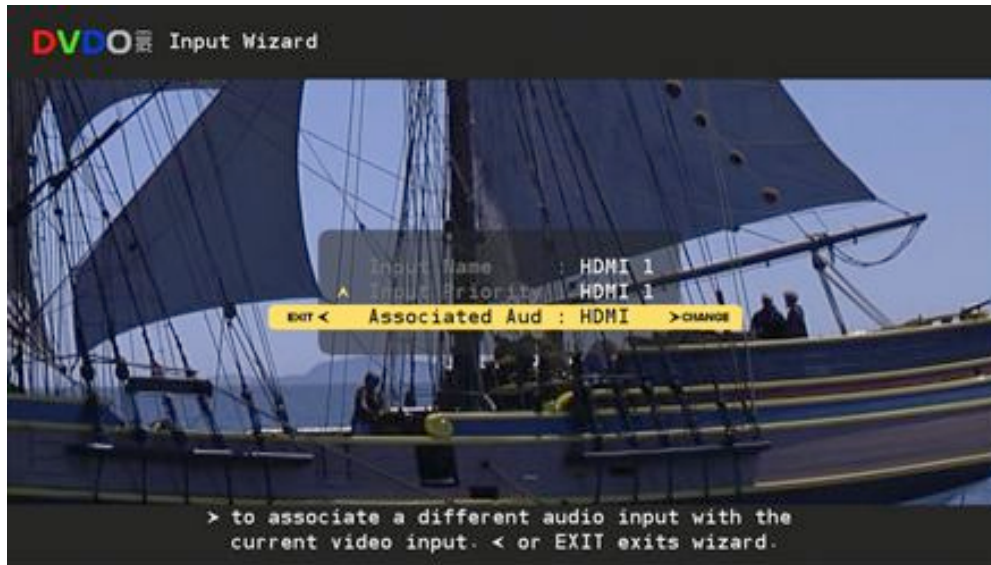 DVDO Input Wizard
Input Name : HDMI 1
Input Priority : HDMI 1
EXIT < Associated Aud : HDMI > CHANGE
> to associate a different audio input with the
current video input. < or EXIT exits wizard.